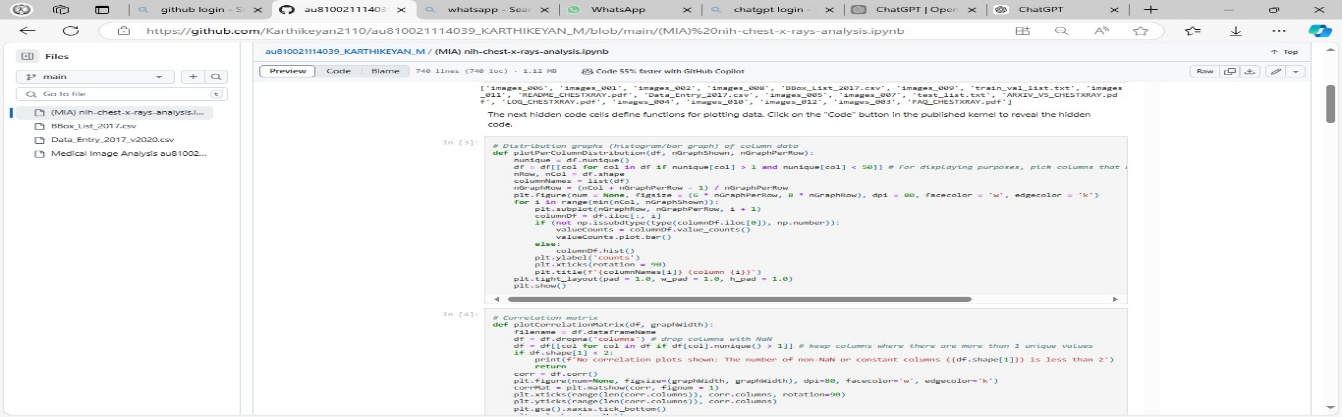 github login - S
au81002111403
whatsapp - Sear
WhatsApp
chatgpt login -
ChatGPT | Open
ChatGPT
https://github.com/Karthikeyan2110/au810021114039_KARTHIKEYAN_M/blob/main/(MIA)%20nih-chest-x-rays-analysis.ipynb
Files
main
Go to file
t
(MIA) nih-chest-x-rays-analysis.i...
BBox_List_2017.csv
Data_Entry_2017_v2020.csv
Medical Image Analysis au81002...
au810021114039_KARTHIKEYAN_M / (MIA) nih-chest-x-rays-analysis.ipynb
Top
Preview Code Blame 740 lines (740 loc) · 1.12 MB Code 55% faster with GitHub Copilot Raw
['images_006', 'images_001', 'images_002', 'images_008', 'BBox_List_2017.csv', 'images_009', 'train_val_list.txt', 'images
_011', 'README_CHESTXRAY.pdf', 'Data_Entry_2017.csv', 'images_005', 'images_007', 'test_list.txt', 'ARXIV_V5_CHESTXRAY.pd
f', 'LOG_CHESTXRAY.pdf', 'images_004', 'images_010', 'images_012', 'images_003', 'FAQ_CHESTXRAY.pdf']
The next hidden code cells define functions for plotting data. Click on the "Code" button in the published kernel to reveal the hidden
code.
In [3]:
# Distribution graphs (histogram/bar graph) of column data
def plotPerColumnDistribution(df, nGraphShown, nGraphPerRow):
nunique = df.nunique()
df = df[[col for col in df if nunique[col] > 1 and nunique[col] < 50]] # For displaying purposes, pick columns that
nRow, nCol = df.shape
columnNames = list(df)
nGraphRow = (nCol + nGraphPerRow - 1) / nGraphPerRow
plt.figure(num = None, figsize = (6 * nGraphPerRow, 8 * nGraphRow), dpi = 80, facecolor = 'w', edgecolor = 'k')
for i in range(min(nCol, nGraphShown)):
plt.subplot(nGraphRow, nGraphPerRow, i + 1)
columnDf = df.iloc[:, i]
if (not np.issubdtype(type(columnDf.iloc[0]), np.number)):
valueCounts = columnDf.value_counts()
valueCounts.plot.bar()
else:
columnDf.hist()
plt.ylabel('counts')
plt.xticks(rotation = 90)
plt.title(f'{columnNames[i]} (column {i})')
plt.tight_layout(pad = 1.0, w_pad = 1.0, h_pad = 1.0)
plt.show()
In [4]:
# Correlation matrix
def plotCorrelationMatrix(df, graphWidth):
filename = df.dataframeName
df = df.dropna('columns') # drop columns with NaN
df = df[[col for col in df if df[col].nunique() > 1]] # keep columns where there are more than 1 unique values
if df.shape[1] < 2:
print(f'No correlation plots shown: The number of non-NaN or constant columns ({df.shape[1]}) is less than 2')
return
corr = df.corr()
plt.figure(num=None, figsize=(graphWidth, graphWidth), dpi=80, facecolor='w', edgecolor='k')
corrMat = plt.matshow(corr, fignum = 1)
plt.xticks(range(len(corr.columns)), corr.columns, rotation=90)
plt.yticks(range(len(corr.columns)), corr.columns)
plt.gca().xaxis.tick_bottom()